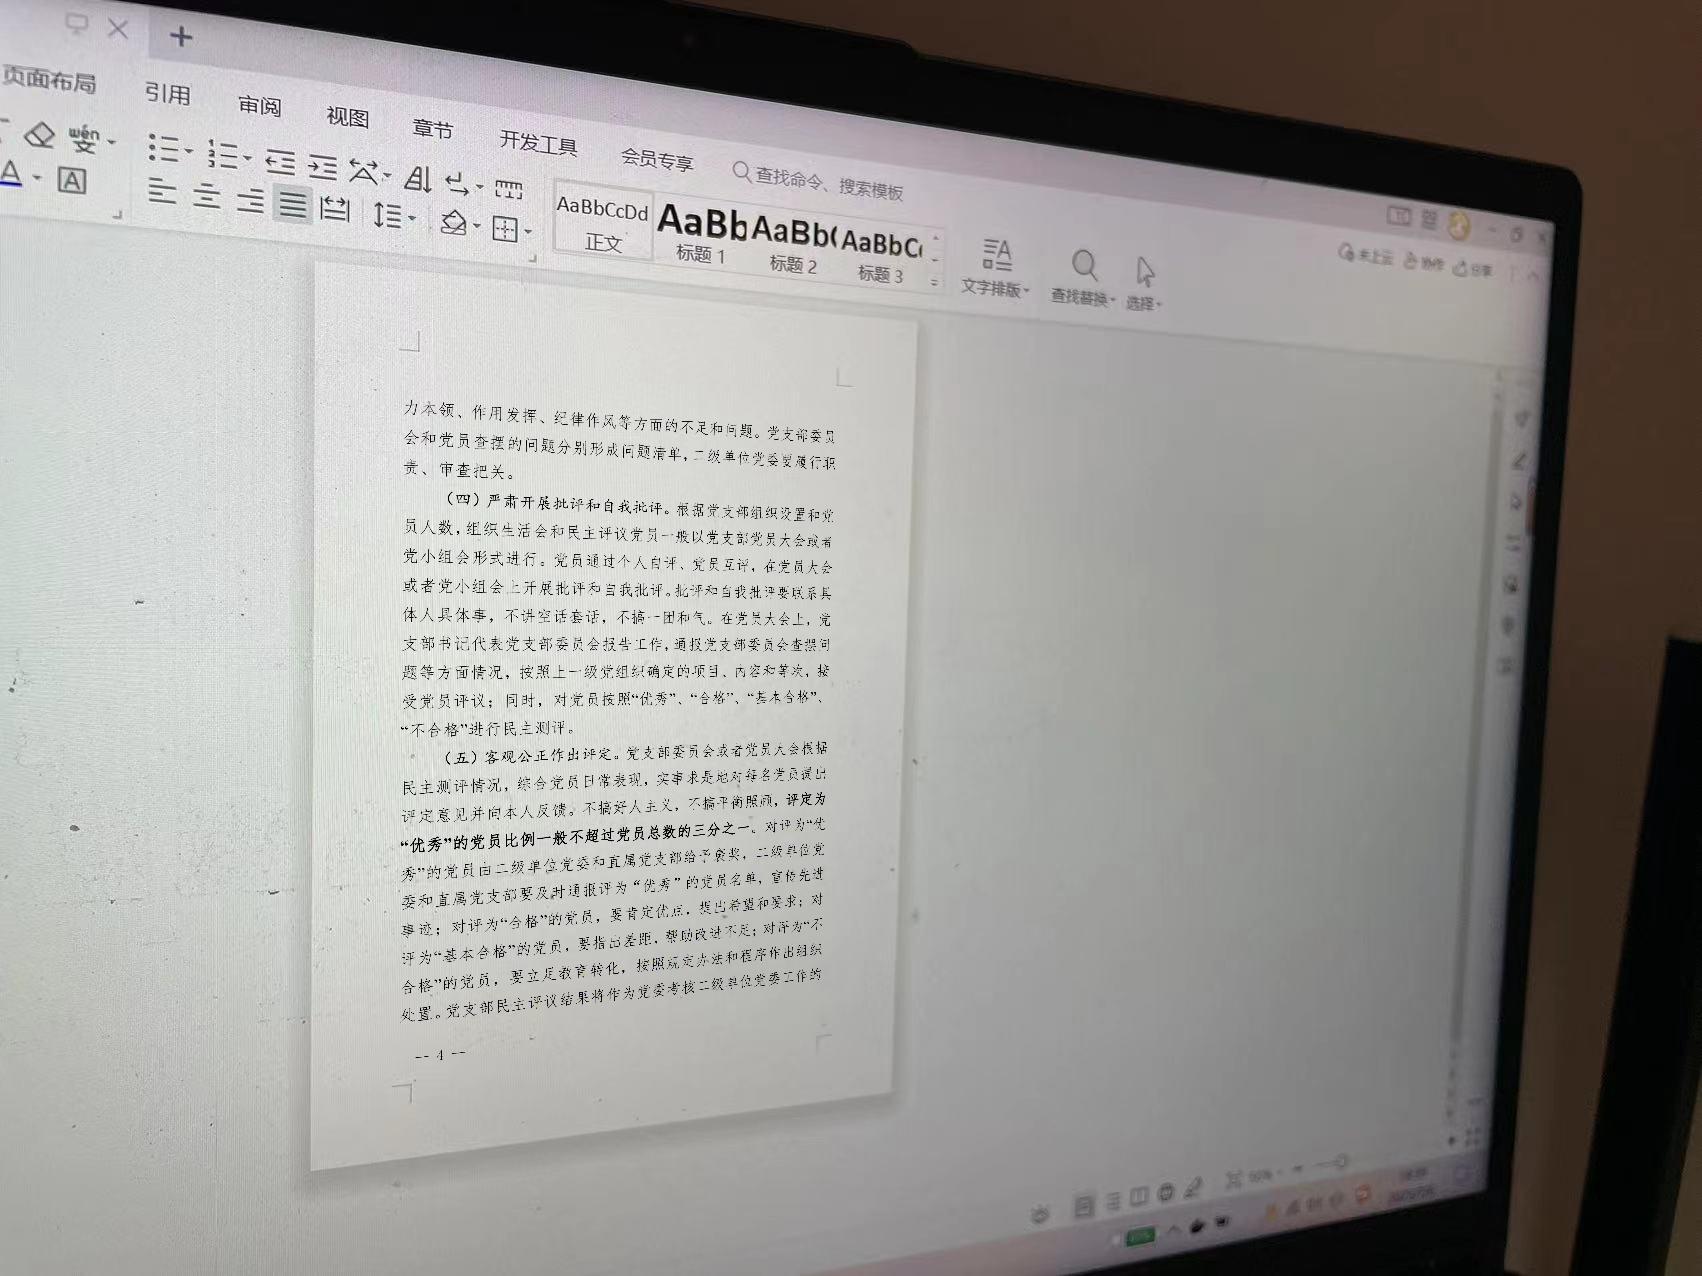 页面布局 引用 审阅 视图 章节 开发工具 会员专享 查找命令、搜索模板
wén
文
A
A
AaBbCcDd AaBb AaBb( AaBbC
正文 标题 1 标题 2 标题 3
文字排版 查找替换 选择
未上云 协作 分享
力本领、作用发挥、纪律作风等方面的不足和问题。党支部委员
会和党员查摆的问题分别形成问题清单，二级单位党委要履行职
责、审查把关。
（四）严肃开展批评和自我批评。根据党支部组织设置和党
员人数，组织生活会和民主评议党员一般以党支部党员大会或者
党小组会形式进行。党员通过个人自评、党员互评，在党员大会
或者党小组会上开展批评和自我批评。批评和自我批评要联系具
体人具体事，不讲空话套话，不搞一团和气。在党员大会上，党
支部书记代表党支部委员会报告工作，通报党支部委员会查摆问
题等方面情况，按照上一级党组织确定的项目、内容和等次，接
受党员评议；同时，对党员按照“优秀”、“合格”、“基本合格”、
“不合格”进行民主测评。
（五）客观公正作出评定。党支部委员会或者党员大会根据
民主测评情况，综合党员日常表现，实事求是地对每名党员提出
评定意见并向本人反馈。不搞好人主义，不搞平衡照顾，评定为
“优秀”的党员比例一般不超过党员总数的三分之一。对评为“优
秀”的党员由二级单位党委和直属党支部给予褒奖，二级单位党
委和直属党支部要及时通报评为“优秀”的党员名单，宣传先进
事迹；对评为“合格”的党员，要肯定优点，提出希望和要求；对
评为“基本合格”的党员，要指出差距，帮助改进不足；对评为“不
合格”的党员，要立足教育转化，按照规定办法和程序作出组织
处置。党支部民主评议结果将作为党委考核二级单位党委工作的
-- 4 --